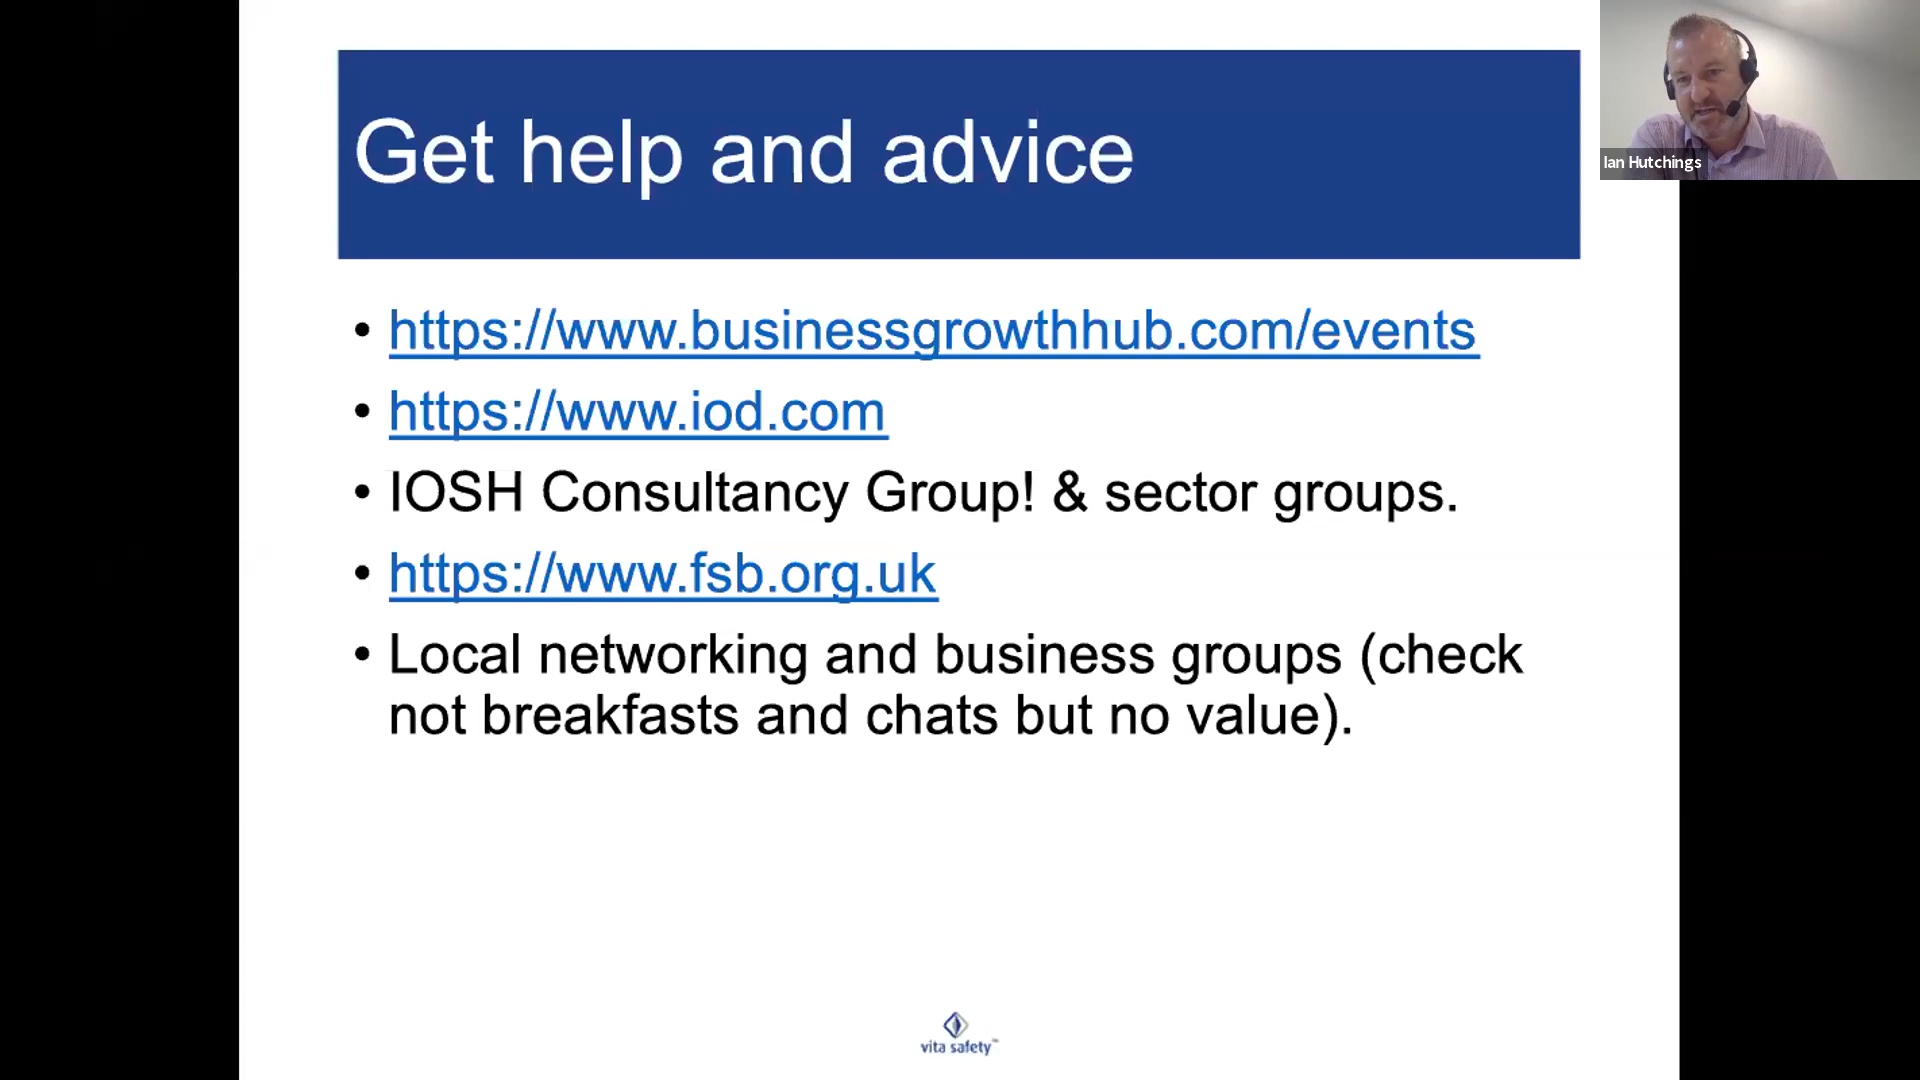 Get help and advice
Ian Hutchings
• https://www.businessgrowthhub.com/events
• https://www.iod.com
• IOSH Consultancy Group! & sector groups.
• https://www.fsb.org.uk
• Local networking and business groups (check
not breakfasts and chats but no value).
vita safety™